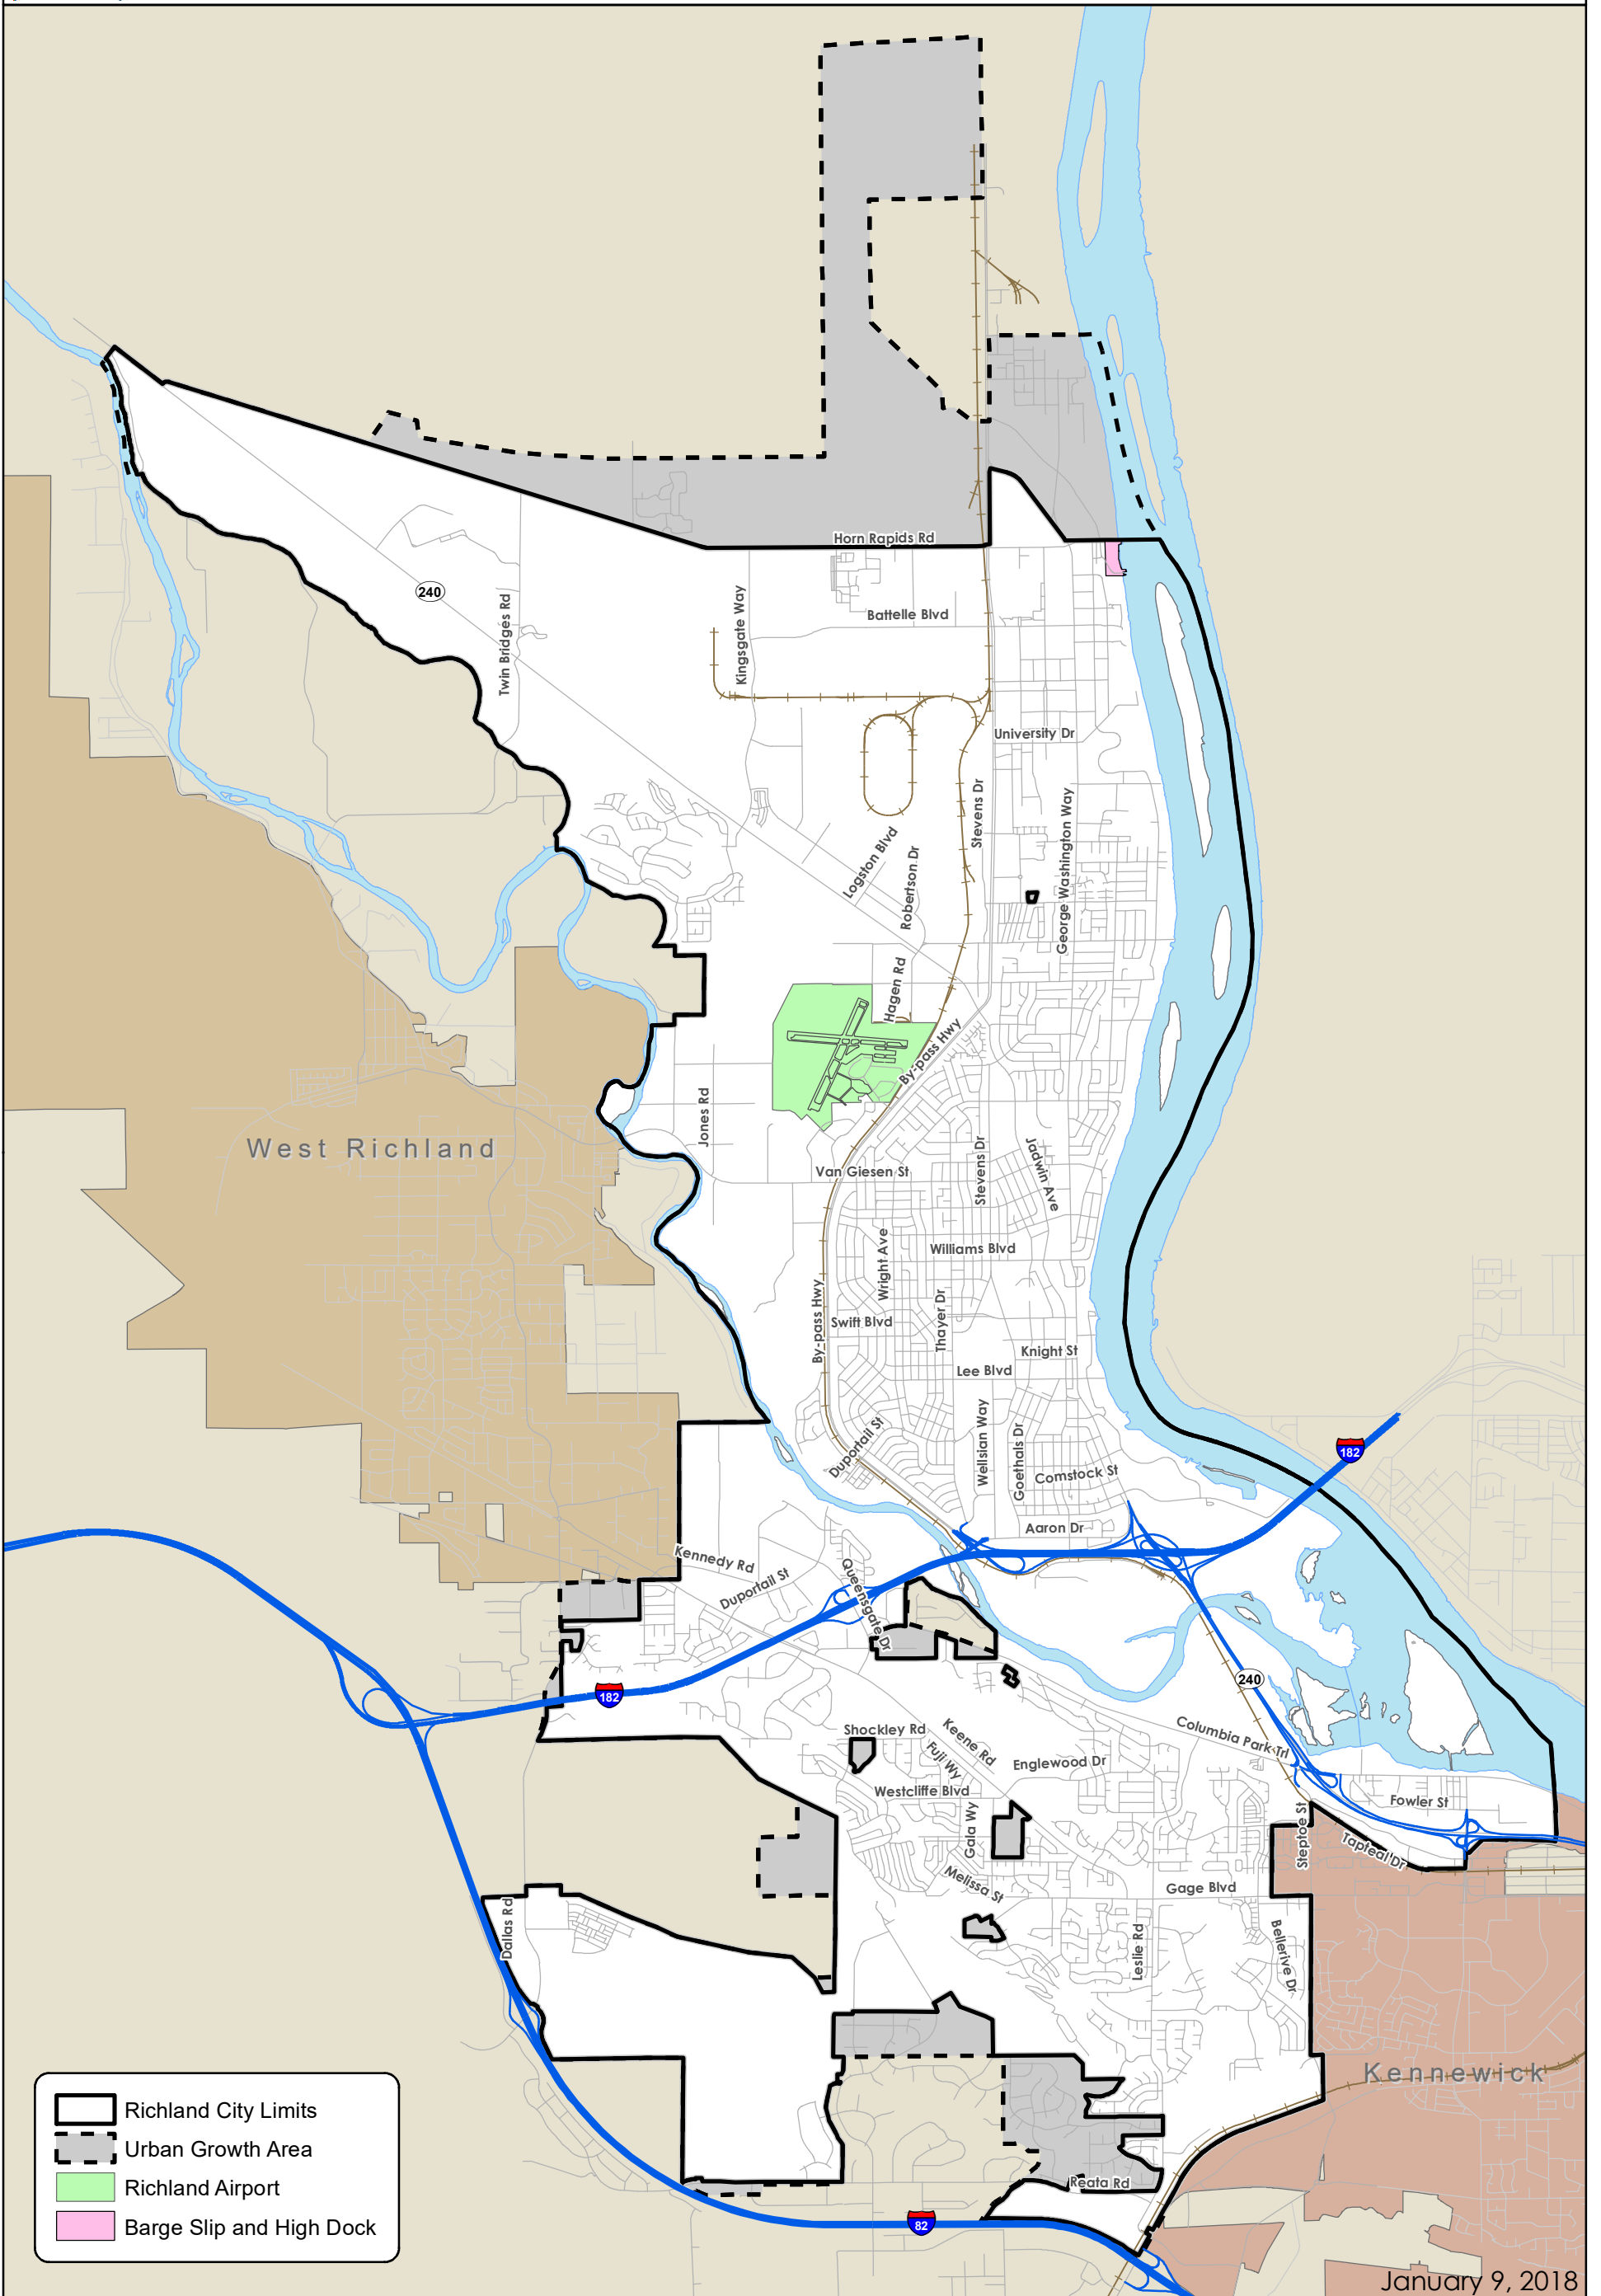 Horn Rapids Rd
240
Twin Bridges Rd
Kingsgate Way
Battelle Blvd
University Dr
Stevens Dr
George Washington Way
Logston Blvd
Robertson Dr
Hagen Rd
By-pass Hwy
Jones Rd
West Richland
Van Giesen St
Stevens Dr
Jadwin Ave
Wright Ave
Williams Blvd
By-pass Hwy
Swift Blvd
Thayer Dr
Knight St
Lee Blvd
Duportail St
Wellsian Way
Goethals Dr
Comstock St
182
Aaron Dr
Kennedy Rd
Duportail St
Queensgate Dr
182
240
Shockley Rd
Keene Rd
Fuji Wy
Columbia Park Trl
Englewood Dr
Westcliffe Blvd
Fowler St
Gala Wy
Steptoe St
Tapteal Dr
Melissa St
Gage Blvd
Dallas Rd
Leslie Rd
Bellerive Dr
Kennewick
Reata Rd
82
Richland City Limits
Urban Growth Area
Richland Airport
Barge Slip and High Dock
January 9, 2018